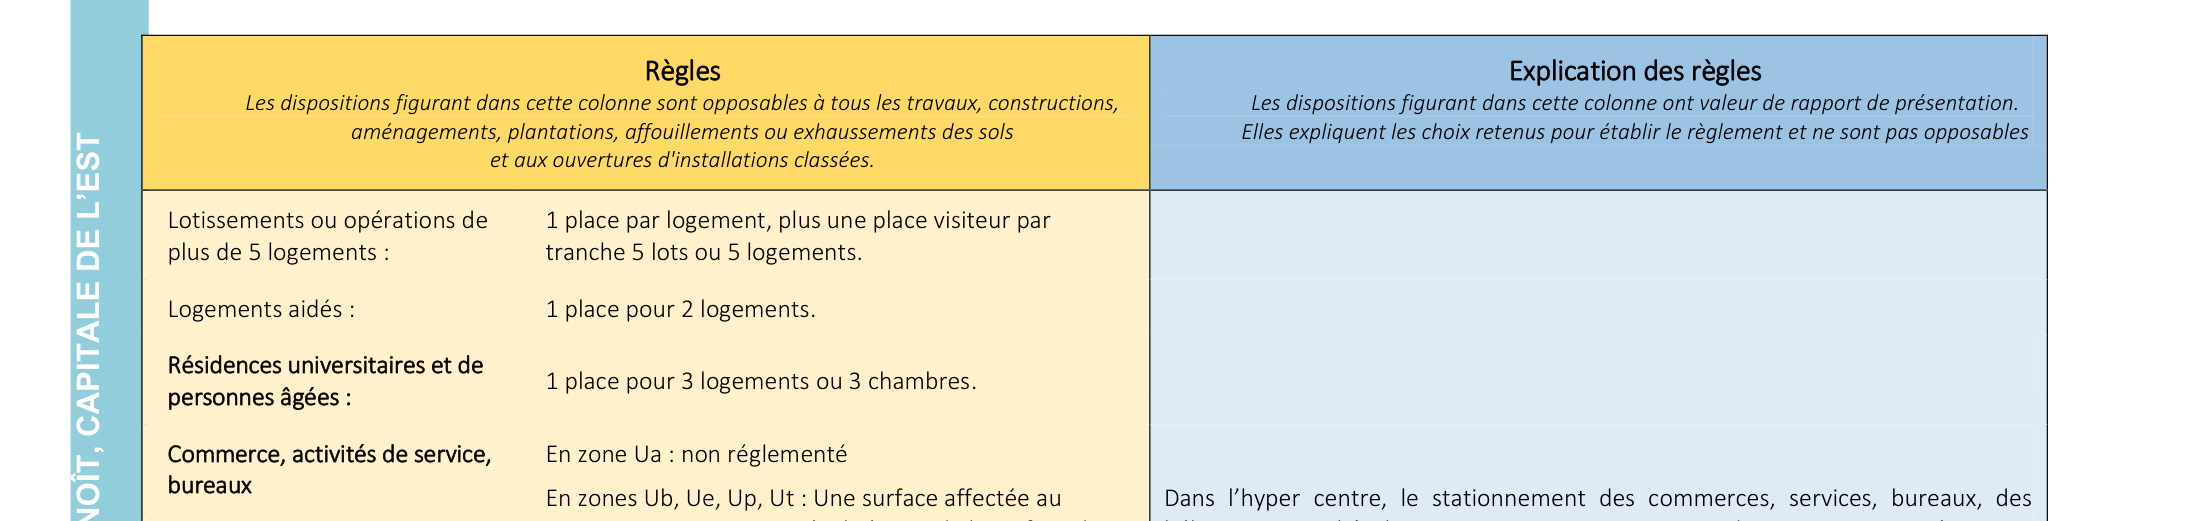 NOÎT, CAPITALE DE L'EST
Règles
Les dispositions figurant dans cette colonne sont opposables à tous les travaux, constructions,
aménagements, plantations, affouillements ou exhaussements des sols
et aux ouvertures d'installations classées.
Explication des règles
Les dispositions figurant dans cette colonne ont valeur de rapport de présentation.
Elles expliquent les choix retenus pour établir le règlement et ne sont pas opposables
Lotissements ou opérations de
plus de 5 logements :
1 place par logement, plus une place visiteur par
tranche 5 lots ou 5 logements.
Logements aidés :
1 place pour 2 logements.
Résidences universitaires et de
personnes âgées :
1 place pour 3 logements ou 3 chambres.
Commerce, activités de service,
bureaux
En zone Ua : non réglementé
En zones Ub, Ue, Up, Ut : Une surface affectée au
Dans l’hyper centre, le stationnement des commerces, services, bureaux, des